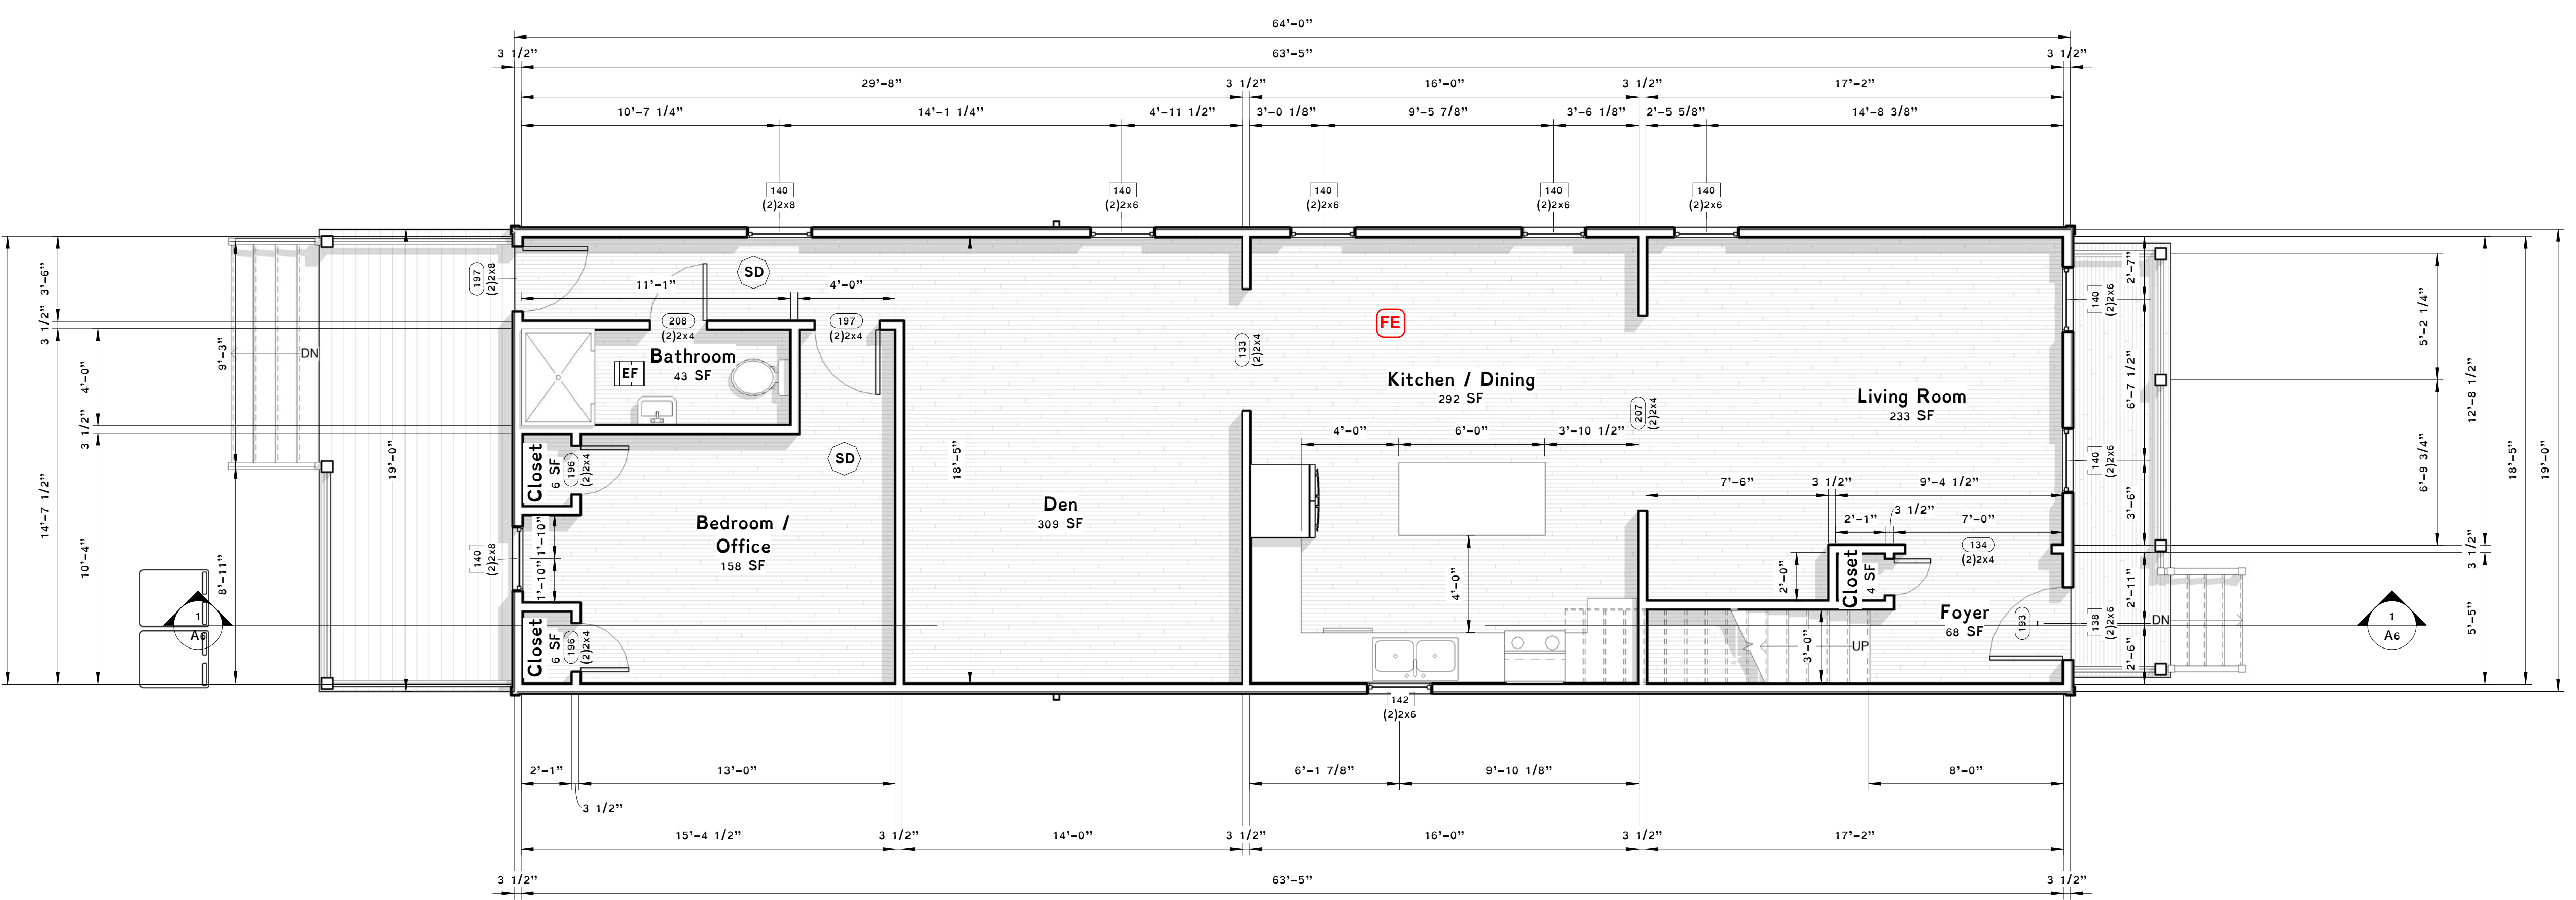 64'-0"
3 1/2" 63'-5" 3 1/2"
29'-8" 3 1/2" 16'-0" 3 1/2" 17'-2"
10'-7 1/4" 14'-1 1/4" 4'-11 1/2" 3'-0 1/8" 9'-5 7/8" 3'-6 1/8" 2'-5 5/8" 14'-8 3/8"
140 140 140 140 140
(2)2x8 (2)2x6 (2)2x6 (2)2x6 (2)2x6
3'-6"
3 1/2"
14'-7 1/2"
4'-0"
3 1/2"
10'-4"
9'-3"
8'-11"
DN
19'-0"
1
A6
197
(2)2x8
140
(2)2x8
SD
11'-1" 4'-0"
208
(2)2x4
197
(2)2x4
Bathroom
43 SF
EF
SD
Closet
6 SF
196
(2)2x4
1'-10"
1'-10"
Bedroom /
Office
158 SF
Closet
6 SF
196
(2)2x4
18'-5"
Den
309 SF
133
(2)2x4
FE
Kitchen / Dining
292 SF
4'-0" 6'-0" 3'-10 1/2"
4'-0"
207
(2)2x4
142
(2)2x6
Living Room
233 SF
7'-6" 3 1/2" 9'-4 1/2"
2'-1" 3 1/2" 7'-0"
134
(2)2x4
2'-0"
Closet
4 SF
Foyer
68 SF
193
3'-0"
UP
140
(2)2x6
140
(2)2x6
138
(2)2x6
2'-7"
6'-7 1/2"
3'-6"
2'-11"
2'-6"
DN
5'-2 1/4"
6'-9 3/4"
12'-8 1/2"
3 1/2"
5'-5"
18'-5"
19'-0"
1
A6
2'-1" 13'-0" 6'-1 7/8" 9'-10 1/8" 8'-0"
3 1/2"
15'-4 1/2" 3 1/2" 14'-0" 3 1/2" 16'-0" 3 1/2" 17'-2"
3 1/2" 63'-5" 3 1/2"